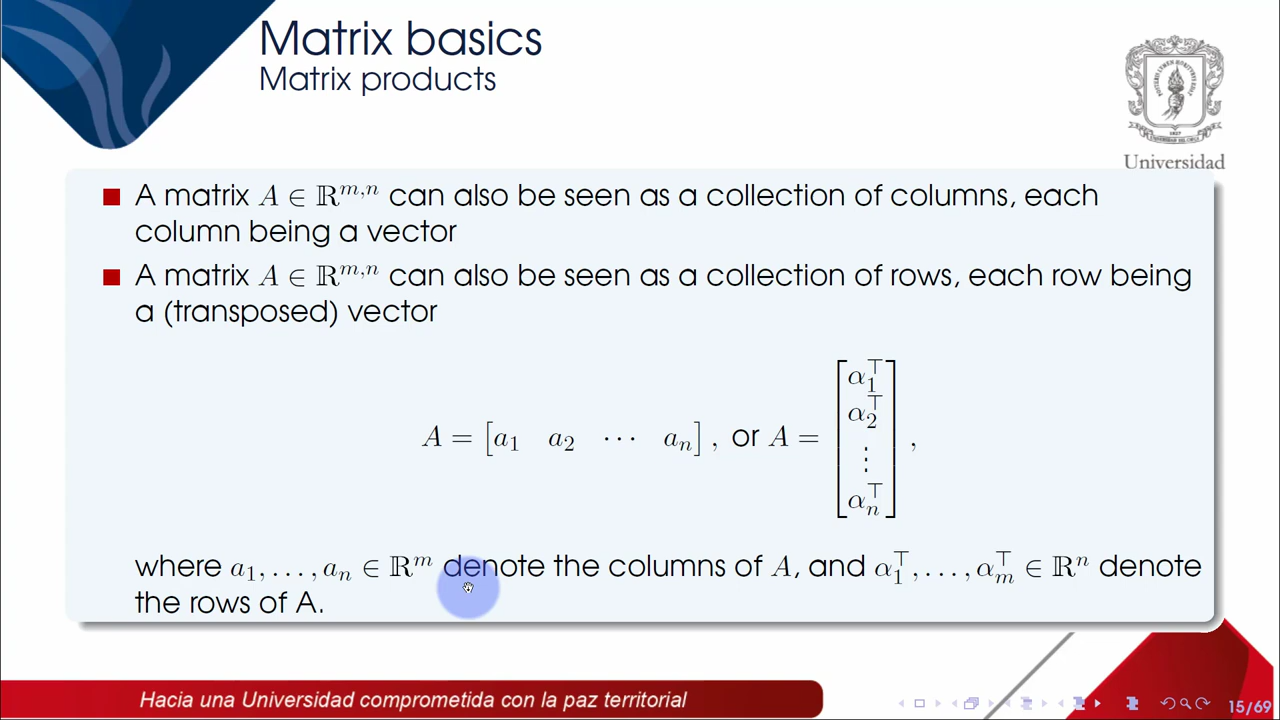 Matrix basics
Matrix products
Universidad
A matrix A ∈ ℝ^{m,n} can also be seen as a collection of columns, each
column being a vector
A matrix A ∈ ℝ^{m,n} can also be seen as a collection of rows, each row being
a (transposed) vector
A = [a_1 a_2 ⋯ a_n], or A = [α_1^⊤ α_2^⊤ ⋮ α_n^⊤],
where a_1, …, a_n ∈ ℝ^m denote the columns of A, and α_1^⊤, …, α_m^⊤ ∈ ℝ^n denote
the rows of A.
Hacia una Universidad comprometida con la paz territorial
15/69